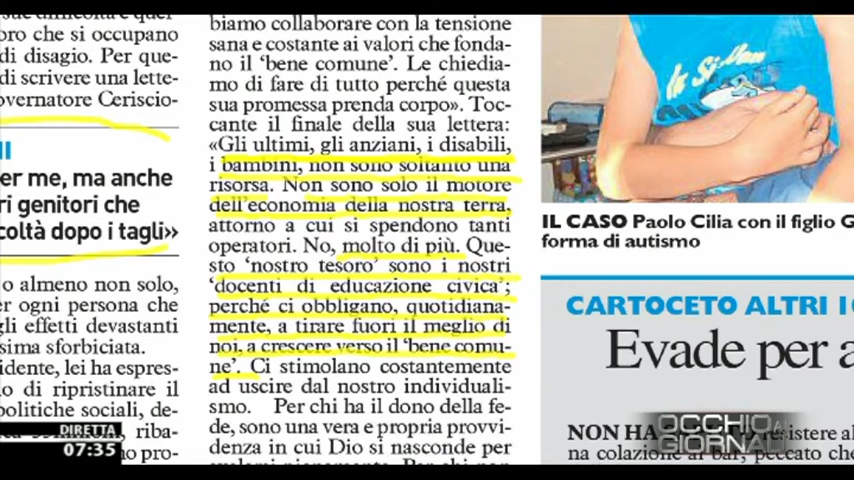 sue difficoltà e quel
oro che si occupano
di disagio. Per que-
di scrivere una lette-
overnatore Ceriscio-
er me, ma anche
ri genitori che
coltà dopo i tagli»
o almeno non solo,
er ogni persona che
gli effetti devastanti
sima sforbiciata.
idente, lei ha espres-
o di ripristinare il
politiche sociali, de-
riba-
no pro-
biamo collaborare con la tensione
sana e costante ai valori che fonda-
no il 'bene comune'. Le chiedia-
mo di fare di tutto perché questa
sua promessa prenda corpo». Toc-
cante il finale della sua lettera:
«Gli ultimi, gli anziani, i disabili,
i bambini, non sono soltanto una
risorsa. Non sono solo il motore
dell'economia della nostra terra,
attorno a cui si spendono tanti
operatori. No, molto di più. Que-
sto 'nostro tesoro' sono i nostri
'docenti di educazione civica';
perché ci obbligano, quotidiana-
mente, a tirare fuori il meglio di
noi, a crescere verso il 'bene comu-
ne'. Ci stimolano costantemente
ad uscire dal nostro individuali-
smo. Per chi ha il dono della fe-
de, sono una vera e propria provvi-
denza in cui Dio si nasconde per
IL CASO Paolo Cilia con il figlio G
forma di autismo
CARTOCETO ALTRI
Evade per a
NON HA resistere al
na colazione al bar, peccato che
OCCHIO AI
GIORNALI
DIRETTA
07:35